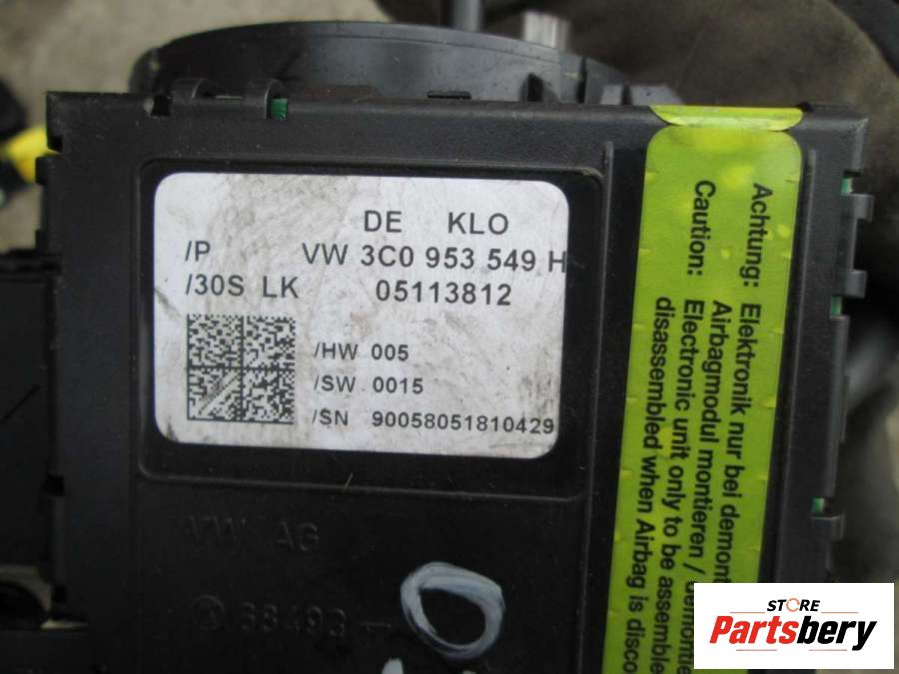 DE KLO
/P VW 3C0 953 549 H
/30S LK 05113812
/HW 005
/SW 0015
/SN 90058051810429
VW AG
Achtung: Elektronik nur bei demont
Airbagmodul montieren /
Caution: Electronic unit only to be assemble
disassembled when Airbag is disco
STORE
Partsbery